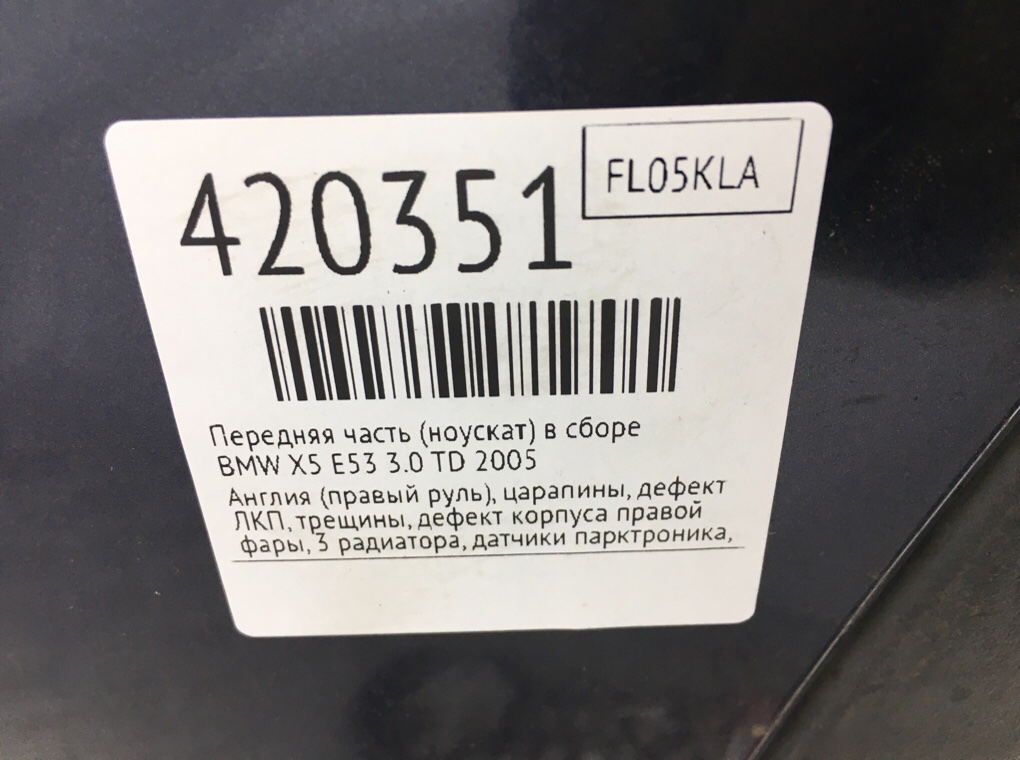 420351
FL05KLA
Передняя часть (ноускат) в сборе
BMW X5 E53 3.0 TD 2005
Англия (правый руль), царапины, дефект
ЛКП, трещины, дефект корпуса правой
фары, 3 радиатора, датчики парктроника,